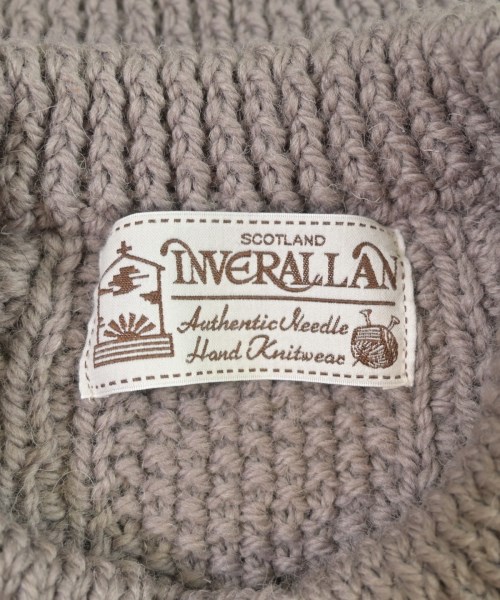 SCOTLAND
INVERALLAN
Authentic Needle
Hand Knitwear